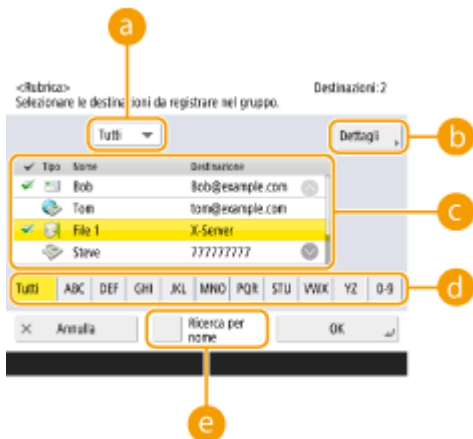 a
<Rubrica>
Destinazioni:2
Selezionare le destinazioni da registrare nel gruppo.
Tutti
Dettagli
b
Tipo Nome Destinazione
Bob Bob@example.com
Tom tom@example.com
File 1 X-Server
Steve 777777777
c
Tutti ABC DEF GHI JKL MNO PQR STU VWX YZ 0-9
d
× Annulla
Ricerca per
nome
OK
e